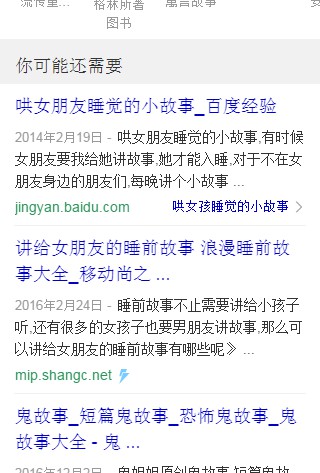 格林所著
图书
寓言故事
你可能还需要
哄女朋友睡觉的小故事_百度经验
2014年2月19日 - 哄女朋友睡觉的小故事,有时候
女朋友要我给她讲故事,她才能入睡,对于不在女
朋友身边的朋友们,每晚讲个小故事 ...
jingyan.baidu.com 哄女孩睡觉的小故事
讲给女朋友的睡前故事 浪漫睡前故
事大全_移动尚之 ...
2016年2月24日 - 睡前故事不止需要讲给小孩子
听,还有很多的女孩子也要男朋友讲故事,那么可
以讲给女朋友的睡前故事有哪些呢》 ...
mip.shangc.net
鬼故事_短篇鬼故事_恐怖鬼故事_鬼
故事大全 - 鬼 ...